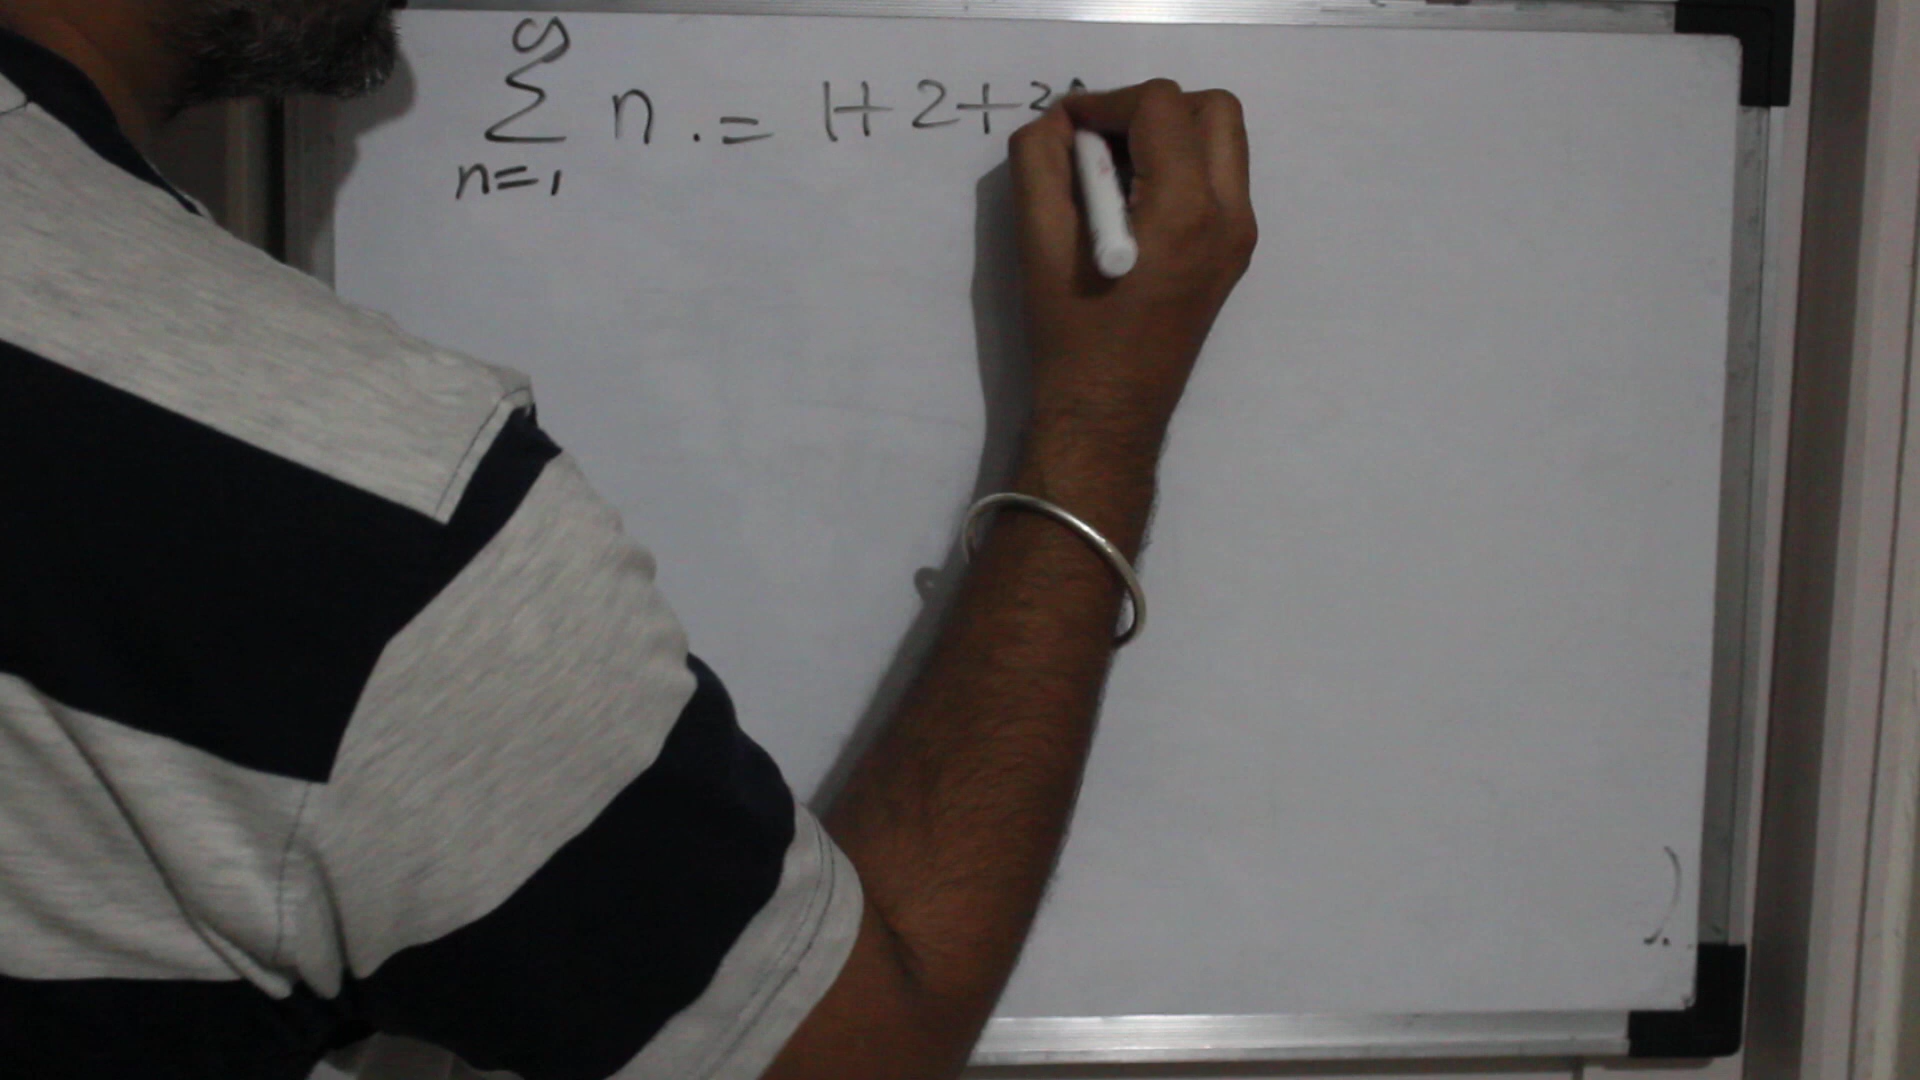 ∞
∑ n . = 1+2+3
n=1